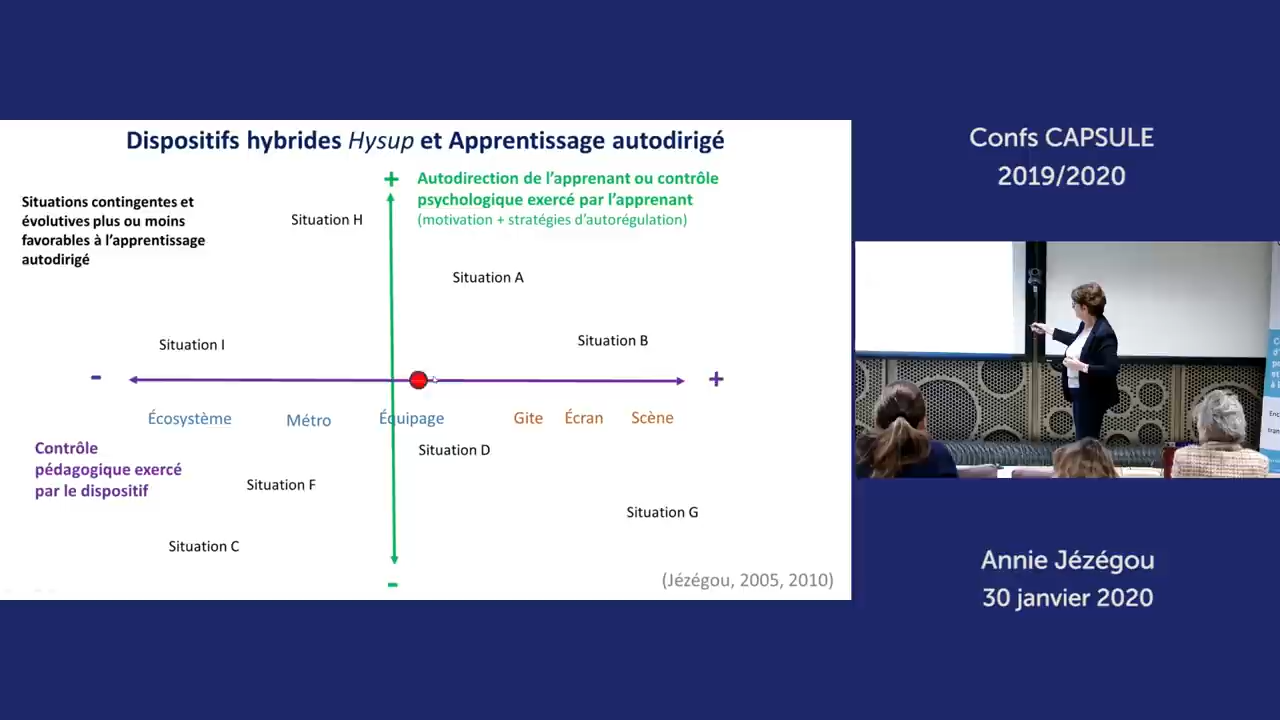 Dispositifs hybrides Hysup et Apprentissage autodirigé
+
Autodirection de l'apprenant ou contrôle
psychologique exercé par l'apprenant
(motivation + stratégies d'autorégulation)
Situations contingentes et
évolutives plus ou moins
favorables à l'apprentissage
autodirigé
Situation H
Situation A
Situation I
Situation B
-
+
Écosystème
Métro
Équipage
Gite
Écran
Scène
Contrôle
pédagogique exercé
par le dispositif
Situation D
Situation F
Situation G
Situation C
-
(Jézégou, 2005, 2010)
Confs CAPSULE
2019/2020
Annie Jézégou
30 janvier 2020